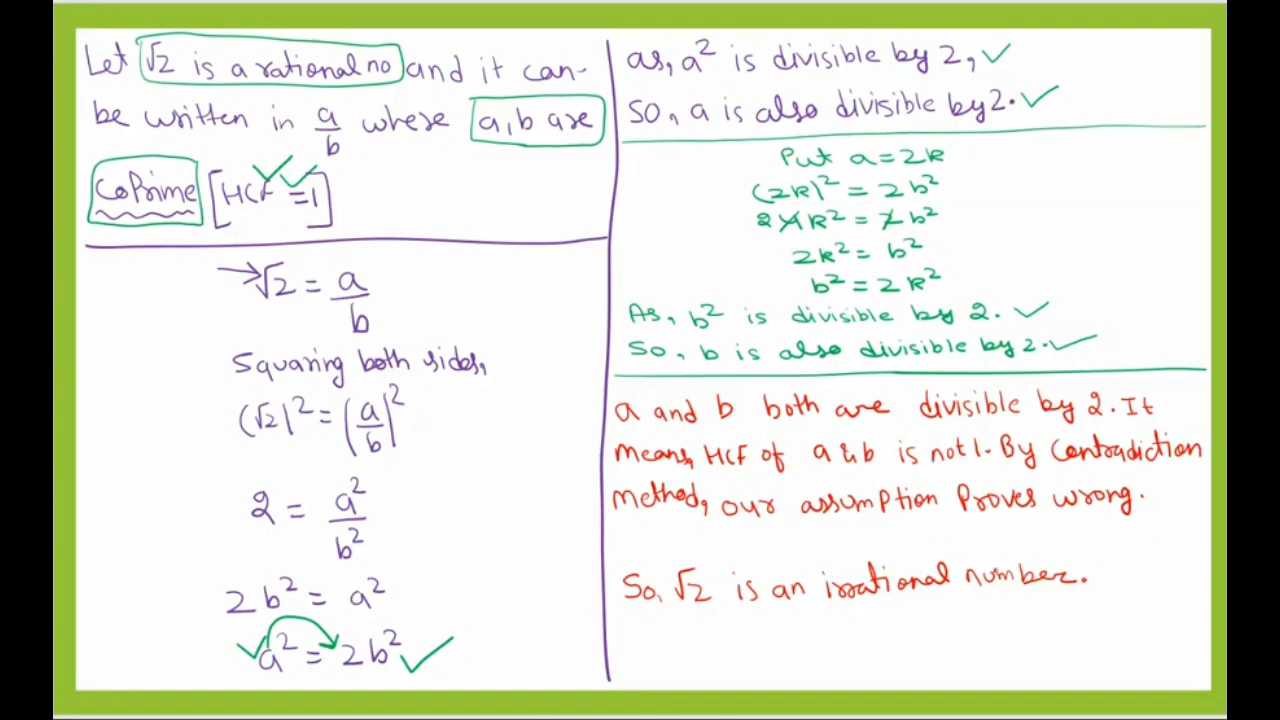 Let √2 is a rational no and it can-
be written in a/b where a, b are
CoPrime [HCF =1]
√2 = a/b
Squaring both sides,
(√2)² = (a/b)²
2 = a²/b²
2b² = a²
a² = 2b²
as, a² is divisible by 2,
so, a is also divisible by 2.
Put a = 2k
(2k)² = 2b²
2 4k² = 2b²
2k² = b²
b² = 2k²
As, b² is divisible by 2.
So, b is also divisible by 2.
a and b both are divisible by 2. It
means, HCF of a & b is not 1. By Contradiction
method, our assumption Proves wrong.
So, √2 is an irrational number.